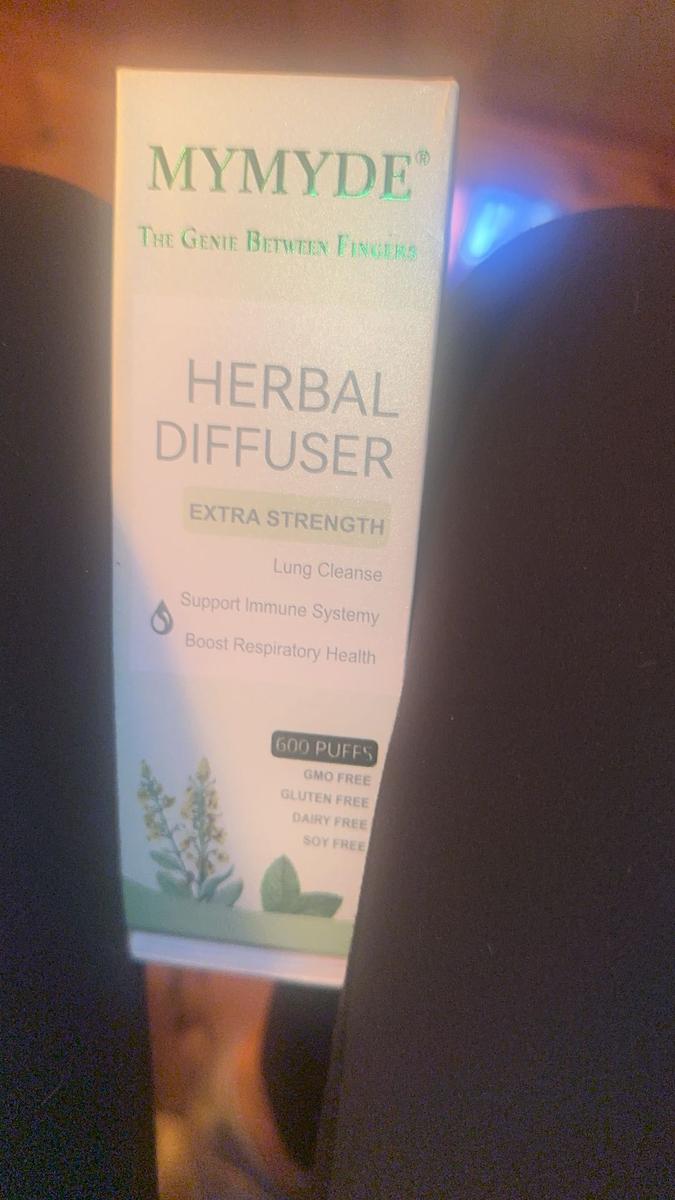 MYMYDE®
THE GENIE BETWEEN FINGERS
HERBAL
DIFFUSER
EXTRA STRENGTH
Lung Cleanse
Support Immune Systemy
Boost Respiratory Health
600 PUFFS
GMO FREE
GLUTEN FREE
DAIRY FREE
SOY FREE